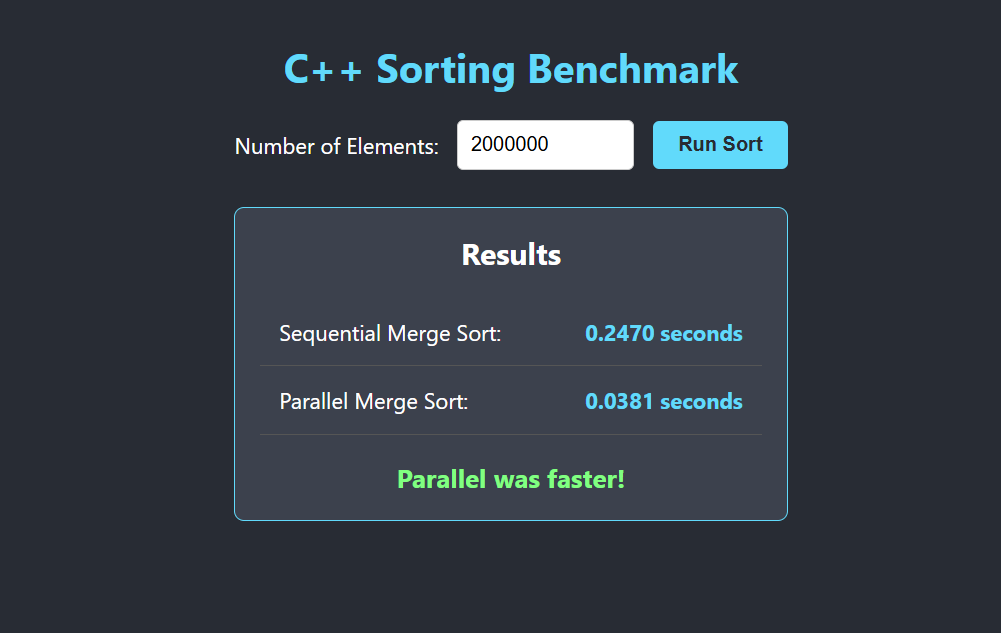 C++ Sorting Benchmark
Number of Elements: 2000000 Run Sort
Results
Sequential Merge Sort: 0.2470 seconds
Parallel Merge Sort: 0.0381 seconds
Parallel was faster!